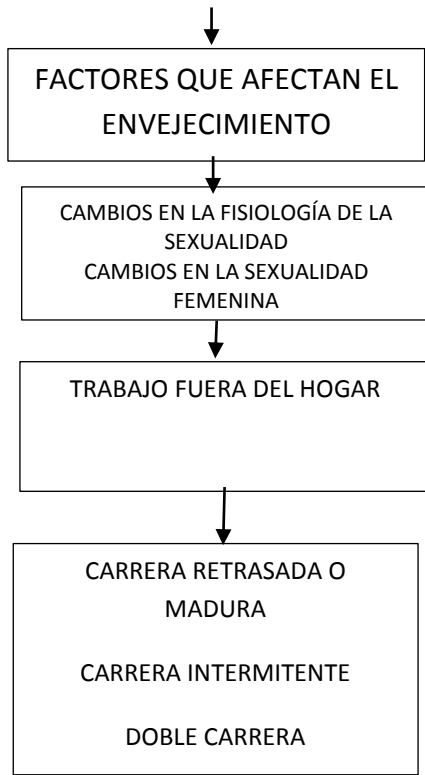 FACTORES QUE AFECTAN EL
ENVEJECIMIENTO
CAMBIOS EN LA FISIOLOGÍA DE LA
SEXUALIDAD
CAMBIOS EN LA SEXUALIDAD
FEMENINA
TRABAJO FUERA DEL HOGAR
CARRERA RETRASADA O
MADURA
CARRERA INTERMITENTE
DOBLE CARRERA